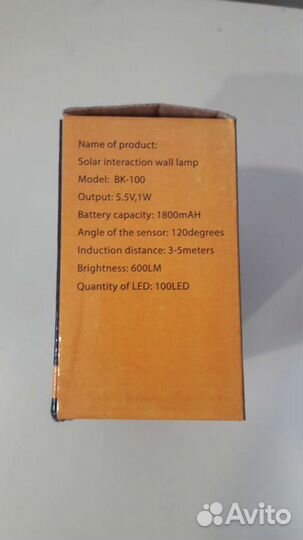 Name of product:
Solar interaction wall lamp
Model: BK-100
Output: 5.5V,1W
Battery capacity: 1800mAH
Angle of the sensor: 120degrees
Induction distance: 3-5meters
Brightness: 600LM
Quantity of LED: 100LED
Avito